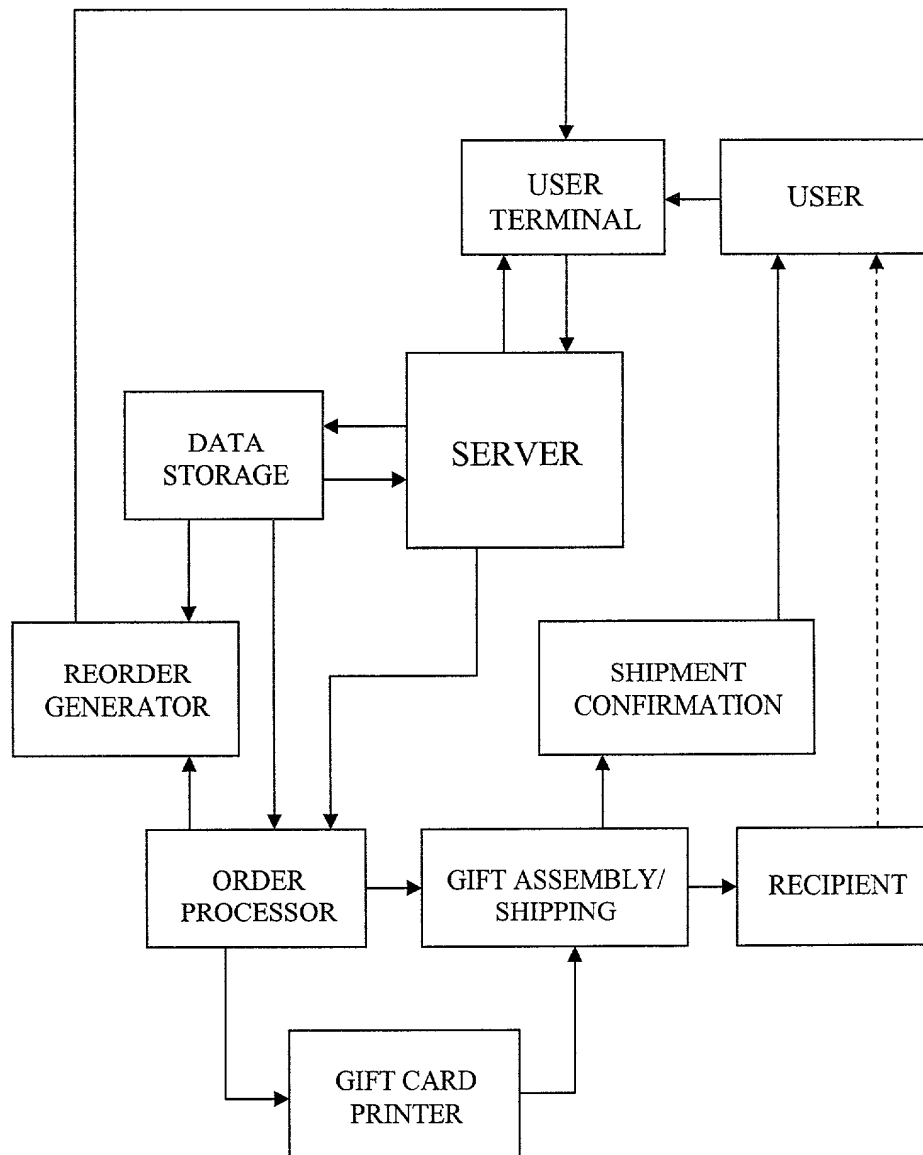 USER
TERMINAL
USER
SERVER
DATA
STORAGE
REORDER
GENERATOR
SHIPMENT
CONFIRMATION
ORDER
PROCESSOR
GIFT ASSEMBLY/
SHIPPING
RECIPIENT
GIFT CARD
PRINTER